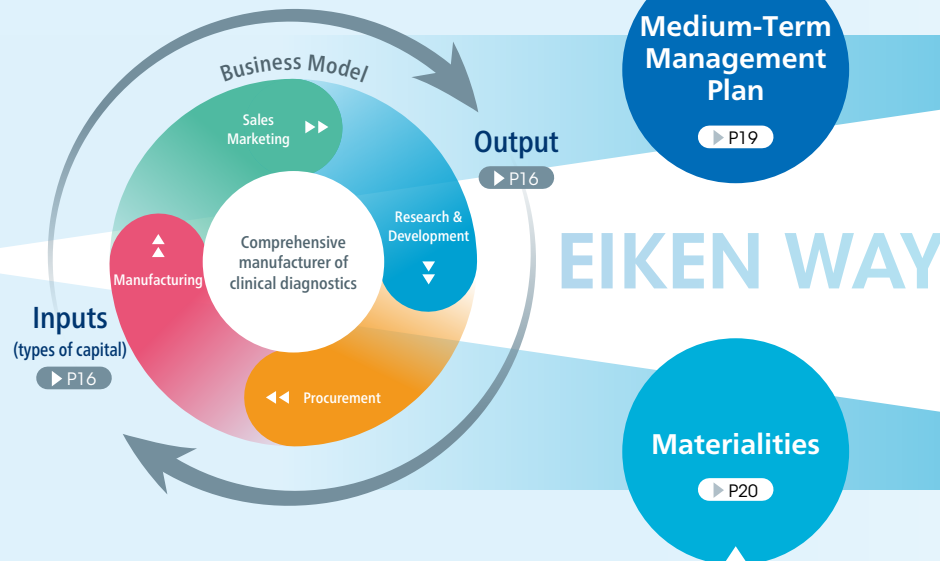 Business Model
Sales
Marketing
Research &
Development
Procurement
Manufacturing
Comprehensive
manufacturer of
clinical diagnostics
Inputs
(types of capital)
P16
Output
P16
Medium-Term
Management
Plan
P19
EIKEN WAY
Materialities
P20